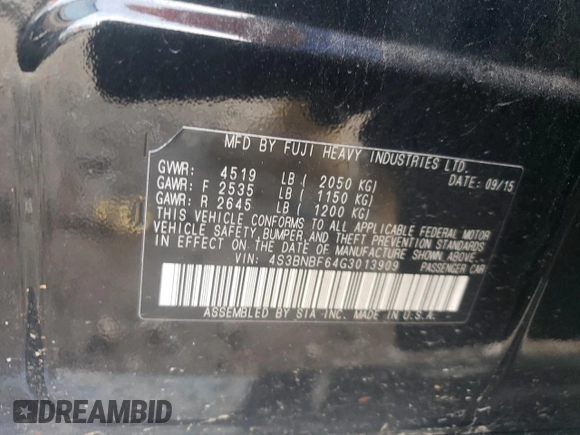 MFD BY FUJI HEAVY INDUSTRIES LTD.
GVWR: 4519 LB ( 2050 KG) DATE: 09/15
GAWR: F 2535 LB ( 1150 KG)
GAWR: R 2645 LB ( 1200 KG)
THIS VEHICLE CONFORMS TO ALL APPLICABLE FEDERAL MOTOR
VEHICLE SAFETY, BUMPER, AND THEFT PREVENTION STANDARDS
IN EFFECT ON THE DATE OF MANUFACTURE SHOWN ABOVE.
VIN: 4S3BNBF64G3013909 PASSENGER CAR
ASSEMBLED BY SIA INC. MADE IN U.S.A.
DREAMBID